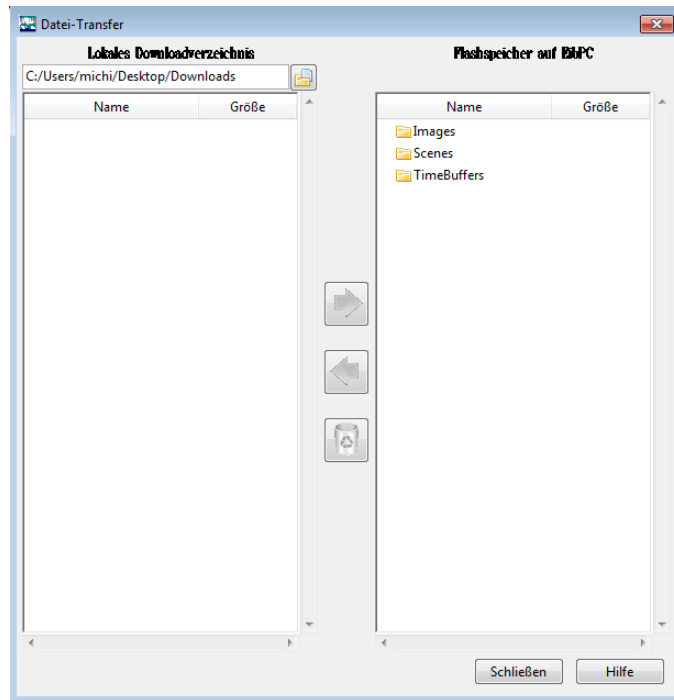 Datei-Transfer
Lokales Downloadverzeichnis
Flashspeicher auf EibPC
C:/Users/michi/Desktop/Downloads
Name Größe
Name Größe
Images
Scenes
TimeBuffers
Schließen Hilfe